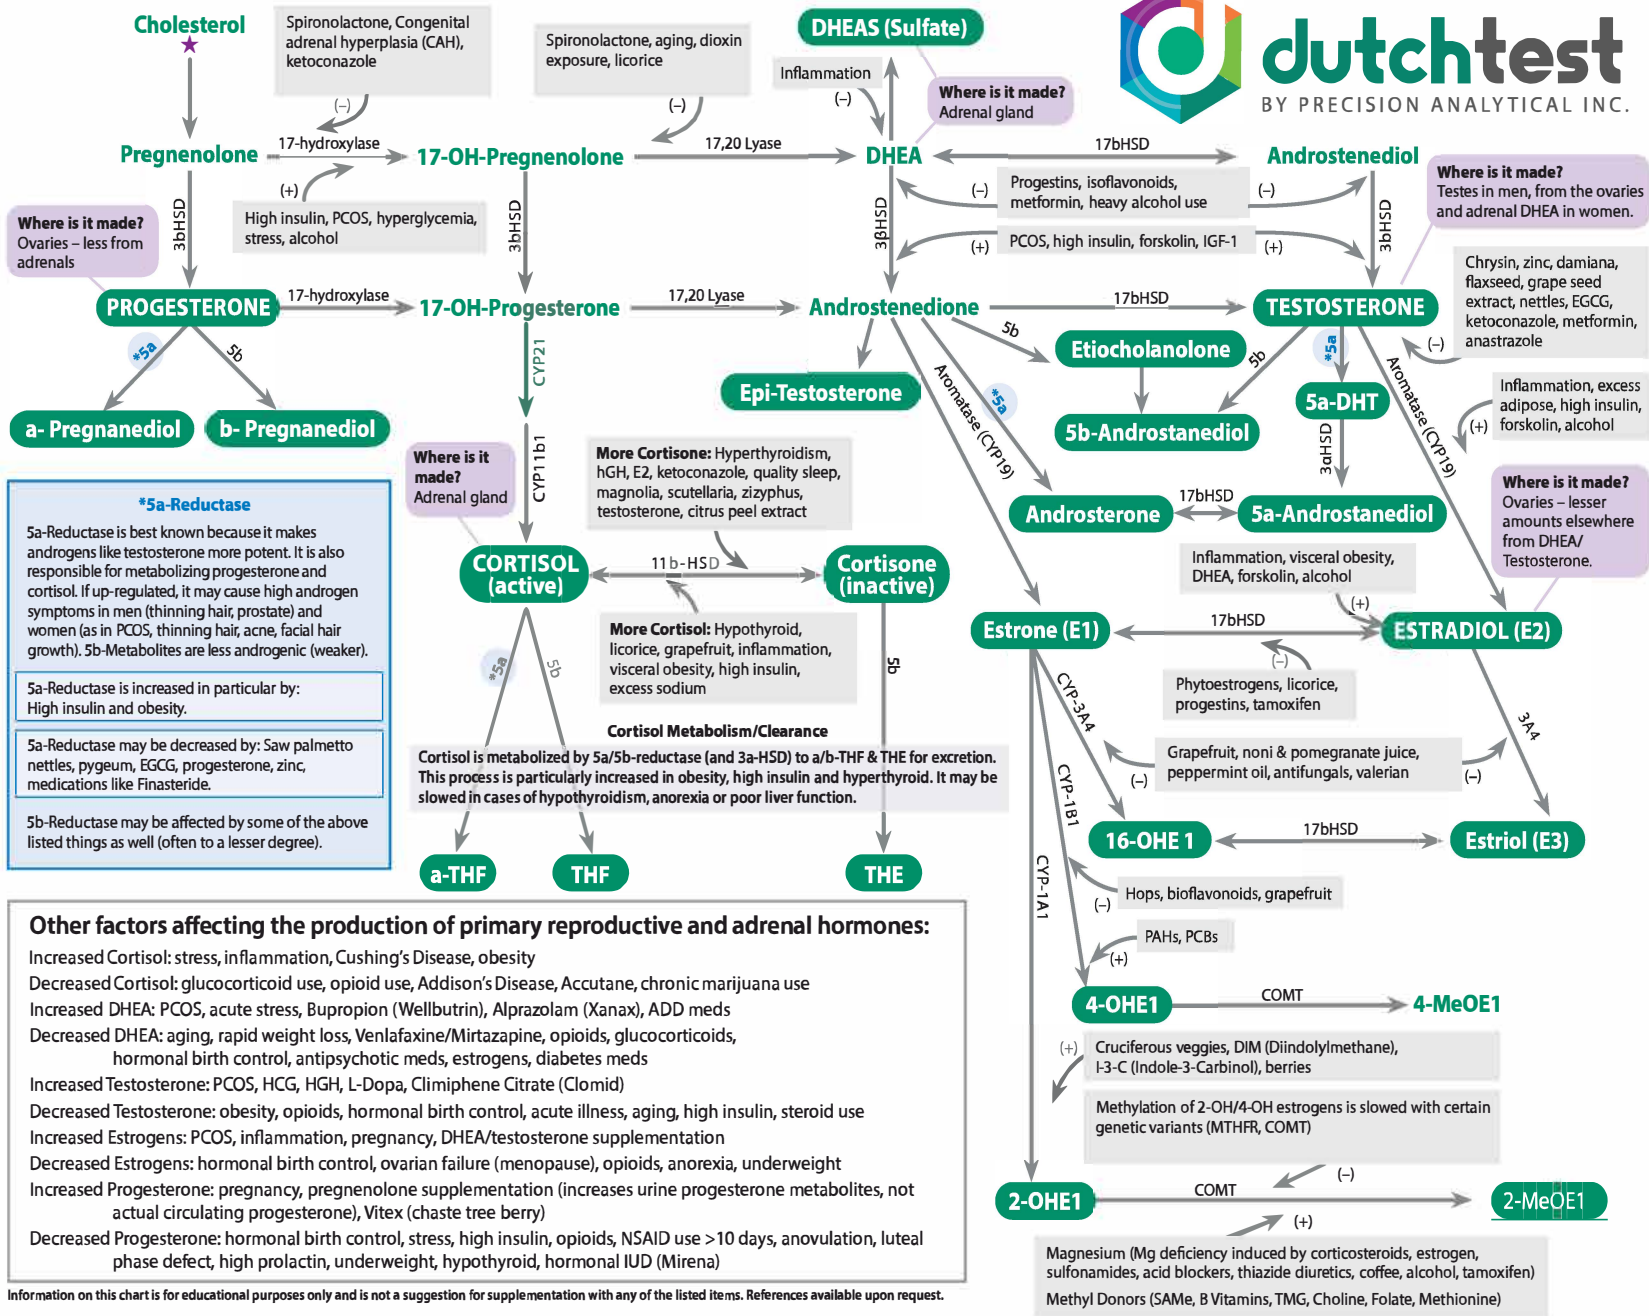 Cholesterol
Spironolactone, Congenital
adrenal hyperplasia (CAH),
ketoconazole
(–)
Spironolactone, aging, dioxin
exposure, licorice
(–)
DHEAS (Sulfate)
Inflammation
(–)
Where is it made?
Adrenal gland
dutchtest
BY PRECISION ANALYTICAL INC.
Pregnenolone
17-hydroxylase
17-OH-Pregnenolone
17,20 Lyase
DHEA
17bHSD
Androstenediol
(+)
High insulin, PCOS, hyperglycemia,
stress, alcohol
3bHSD
3bHSD
3βHSD
3bHSD
(–)
Progestins, isoflavonoids,
metformin, heavy alcohol use
(–)
(+)
PCOS, high insulin, forskolin, IGF-1
(+)
Where is it made?
Testes in men, from the ovaries
and adrenal DHEA in women.
Where is it made?
Ovaries – less from
adrenals
Chrysin, zinc, damiana,
flaxseed, grape seed
extract, nettles, EGCG,
ketoconazole, metformin,
anastrazole
(–)
PROGESTERONE
17-hydroxylase
17-OH-Progesterone
17,20 Lyase
Androstenedione
17bHSD
TESTOSTERONE
*5a
5b
a- Pregnanediol
b- Pregnanediol
CYP21
CYP11b1
Epi-Testosterone
Aromatase (CYP19)
*5a
5b
Etiocholanolone
5b-Androstanediol
5b
*5a
5a-DHT
3αHSD
Aromatase (CYP19)
Inflammation, excess
adipose, high insulin,
forskolin, alcohol
(+)
Androsterone
17bHSD
5a-Androstanediol
Where is it made?
Ovaries – lesser
amounts elsewhere
from DHEA/
Testosterone.
*5a-Reductase
5a-Reductase is best known because it makes
androgens like testosterone more potent. It is also
responsible for metabolizing progesterone and
cortisol. If up-regulated, it may cause high androgen
symptoms in men (thinning hair, prostate) and
women (as in PCOS, thinning hair, acne, facial hair
growth). 5b-Metabolites are less androgenic (weaker).
5a-Reductase is increased in particular by:
High insulin and obesity.
5a-Reductase may be decreased by: Saw palmetto
nettles, pygeum, EGCG, progesterone, zinc,
medications like Finasteride.
5b-Reductase may be affected by some of the above
listed things as well (often to a lesser degree).
Where is it
made?
Adrenal gland
More Cortisone: Hyperthyroidism,
hGH, E2, ketoconazole, quality sleep,
magnolia, scutellaria, zizyphus,
testosterone, citrus peel extract
CORTISOL
(active)
11b-HSD
Cortisone
(inactive)
More Cortisol: Hypothyroid,
licorice, grapefruit, inflammation,
visceral obesity, high insulin,
excess sodium
*5a
5b
5b
Cortisol Metabolism/Clearance
Cortisol is metabolized by 5a/5b-reductase (and 3a-HSD) to a/b-THF & THE for excretion.
This process is particularly increased in obesity, high insulin and hyperthyroid. It may be
slowed in cases of hypothyroidism, anorexia or poor liver function.
a-THF
THF
THE
Inflammation, visceral obesity,
DHEA, forskolin, alcohol
(+)
Estrone (E1)
17bHSD
ESTRADIOL (E2)
(–)
Phytoestrogens, licorice,
progestins, tamoxifen
CYP-3A4
3A4
(–)
Grapefruit, noni & pomegranate juice,
peppermint oil, antifungals, valerian
(–)
CYP-1B1
CYP-1A1
16-OHE 1
17bHSD
Estriol (E3)
(–)
Hops, bioflavonoids, grapefruit
PAHs, PCBs
(+)
4-OHE1
COMT
4-MeOE1
(+)
Cruciferous veggies, DIM (Diindolylmethane),
I-3-C (Indole-3-Carbinol), berries
Methylation of 2-OH/4-OH estrogens is slowed with certain
genetic variants (MTHFR, COMT)
(–)
2-OHE1
COMT
2-MeOE1
(+)
Magnesium (Mg deficiency induced by corticosteroids, estrogen,
sulfonamides, acid blockers, thiazide diuretics, coffee, alcohol, tamoxifen)
Methyl Donors (SAMe, B Vitamins, TMG, Choline, Folate, Methionine)
Other factors affecting the production of primary reproductive and adrenal hormones:
Increased Cortisol: stress, inflammation, Cushing's Disease, obesity
Decreased Cortisol: glucocorticoid use, opioid use, Addison's Disease, Accutane, chronic marijuana use
Increased DHEA: PCOS, acute stress, Bupropion (Wellbutrin), Alprazolam (Xanax), ADD meds
Decreased DHEA: aging, rapid weight loss, Venlafaxine/Mirtazapine, opioids, glucocorticoids,
hormonal birth control, antipsychotic meds, estrogens, diabetes meds
Increased Testosterone: PCOS, HCG, HGH, L-Dopa, Climiphene Citrate (Clomid)
Decreased Testosterone: obesity, opioids, hormonal birth control, acute illness, aging, high insulin, steroid use
Increased Estrogens: PCOS, inflammation, pregnancy, DHEA/testosterone supplementation
Decreased Estrogens: hormonal birth control, ovarian failure (menopause), opioids, anorexia, underweight
Increased Progesterone: pregnancy, pregnenolone supplementation (increases urine progesterone metabolites, not
actual circulating progesterone), Vitex (chaste tree berry)
Decreased Progesterone: hormonal birth control, stress, high insulin, opioids, NSAID use >10 days, anovulation, luteal
phase defect, high prolactin, underweight, hypothyroid, hormonal IUD (Mirena)
Information on this chart is for educational purposes only and is not a suggestion for supplementation with any of the listed items. References available upon request.